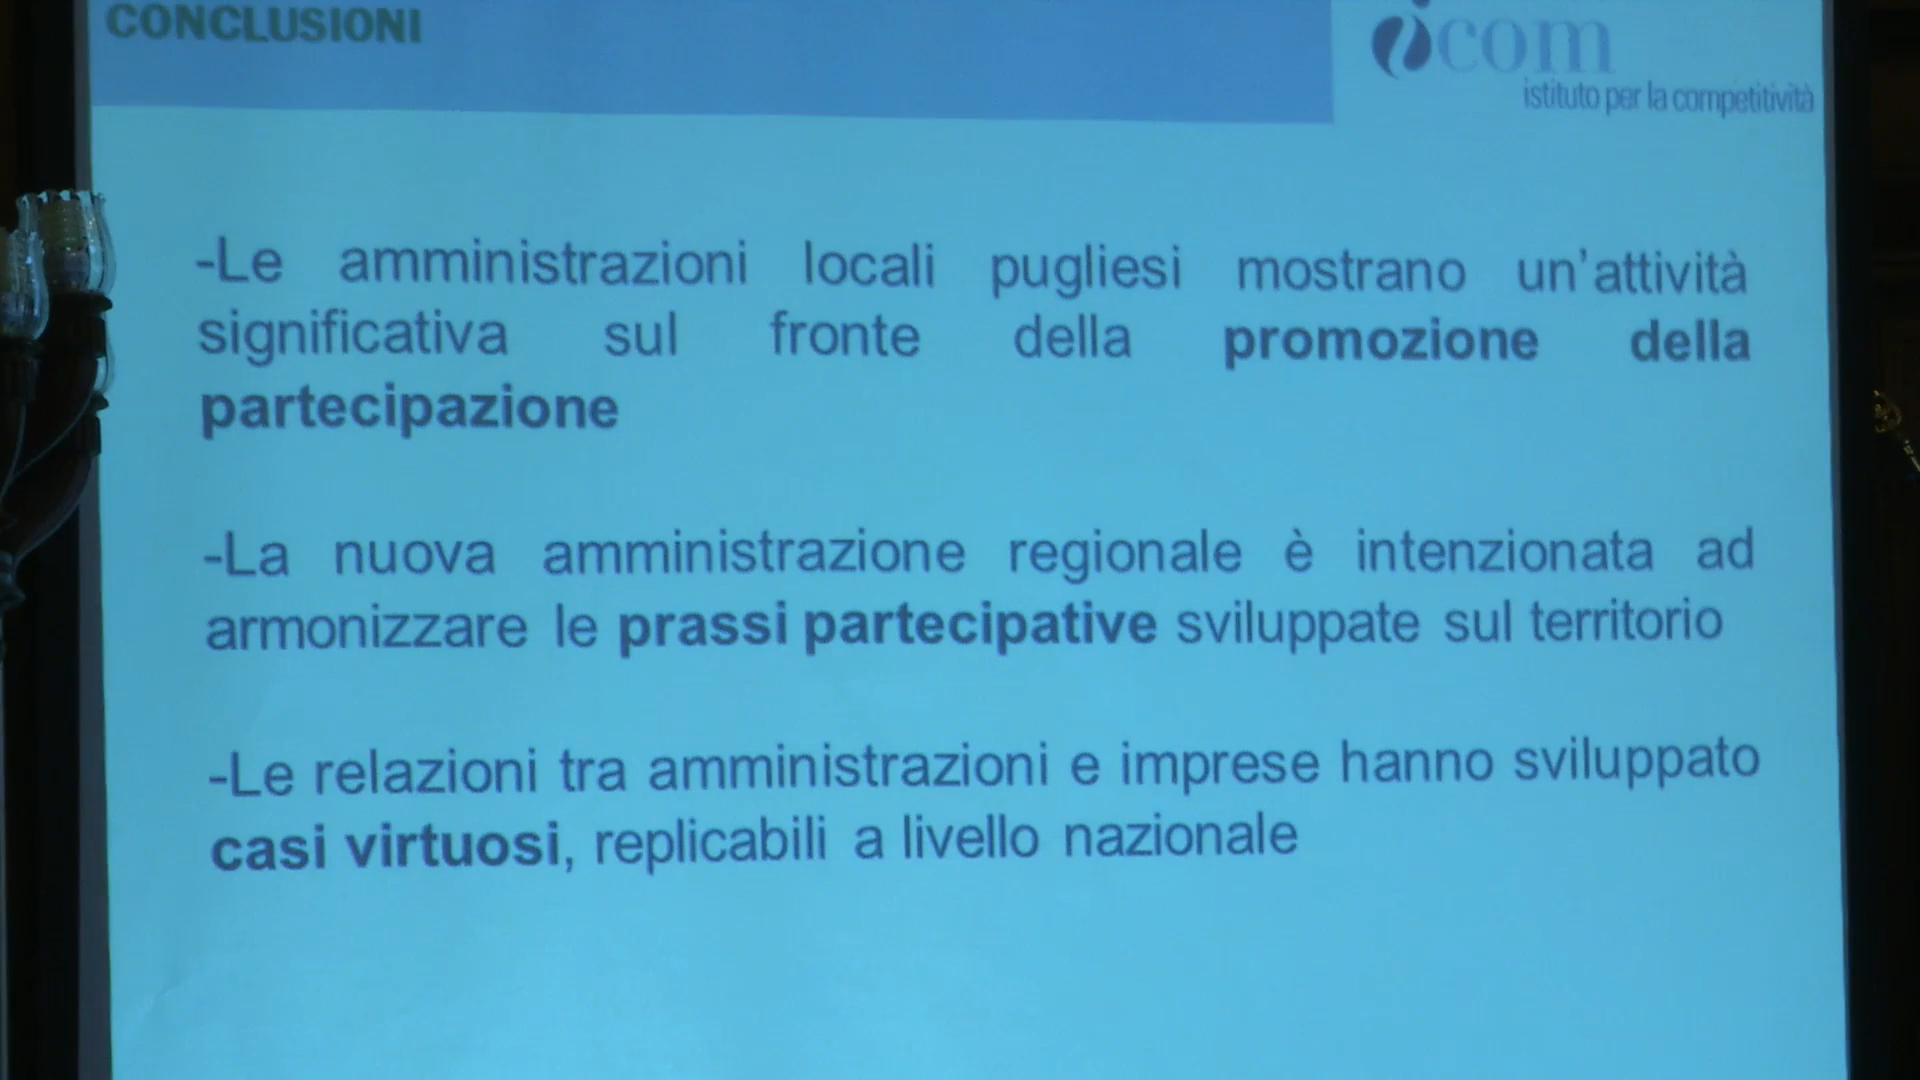 CONCLUSIONI
icom
istituto per la competitività
-Le amministrazioni locali pugliesi mostrano un'attività
significativa sul fronte della promozione della
partecipazione
-La nuova amministrazione regionale è intenzionata ad
armonizzare le prassi partecipative sviluppate sul territorio
-Le relazioni tra amministrazioni e imprese hanno sviluppato
casi virtuosi, replicabili a livello nazionale